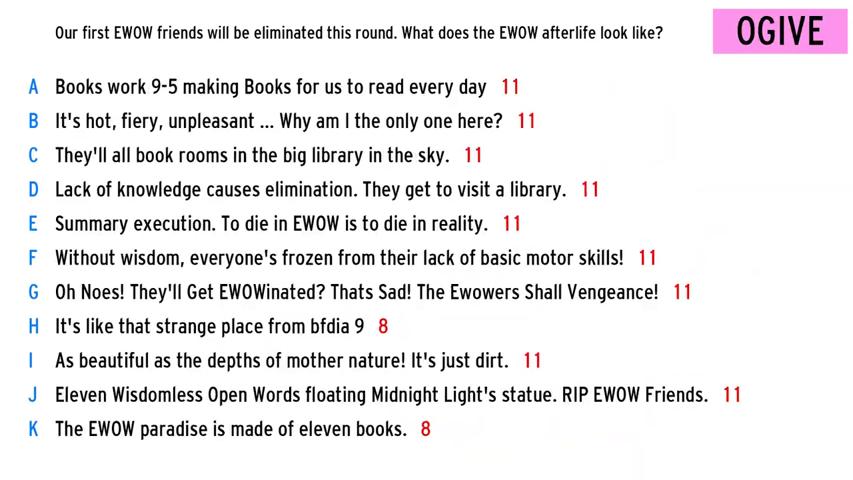 Our first EWOW friends will be eliminated this round. What does the EWOW afterlife look like?
OGIVE
A Books work 9-5 making Books for us to read every day 11
B It's hot, fiery, unpleasant ... Why am I the only one here? 11
C They'll all book rooms in the big library in the sky. 11
D Lack of knowledge causes elimination. They get to visit a library. 11
E Summary execution. To die in EWOW is to die in reality. 11
F Without wisdom, everyone's frozen from their lack of basic motor skills! 11
G Oh Noes! They'll Get EWOWinated? Thats Sad! The Ewowers Shall Vengeance! 11
H It's like that strange place from bfdia 9 8
I As beautiful as the depths of mother nature! It's just dirt. 11
J Eleven Wisdomless Open Words floating Midnight Light's statue. RIP EWOW Friends. 11
K The EWOW paradise is made of eleven books. 8